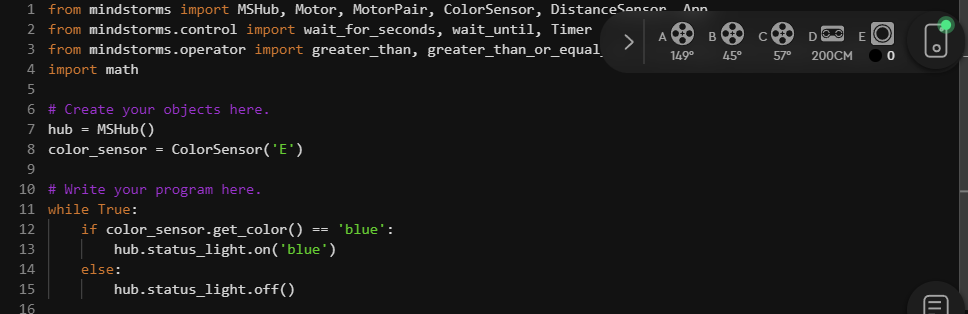 1 from mindstorms import MSHub, Motor, MotorPair, ColorSensor, DistanceSensor, App
2 from mindstorms.control import wait_for_seconds, wait_until, Timer
3 from mindstorms.operator import greater_than, greater_than_or_equal_
4 import math
5
6 # Create your objects here.
7 hub = MSHub()
8 color_sensor = ColorSensor('E')
9
10 # Write your program here.
11 while True:
12     if color_sensor.get_color() == 'blue':
13         hub.status_light.on('blue')
14     else:
15         hub.status_light.off()
16
A B C D E
149° 45° 57° 200CM 0